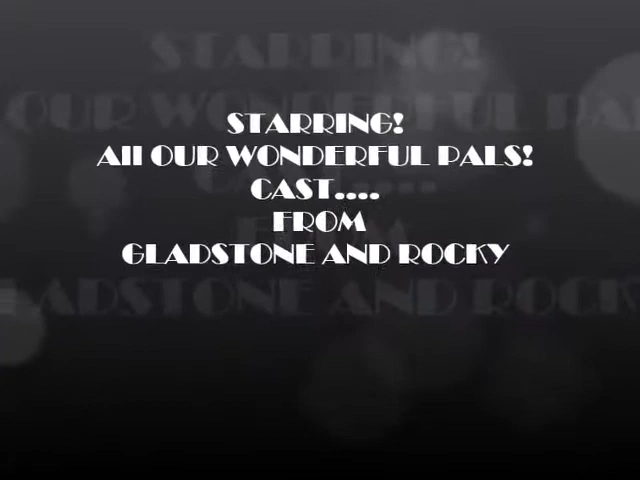 STARRING!
All OUR WONDERFUL PALS!
CAST....
FROM
GLADSTONE AND ROCKY